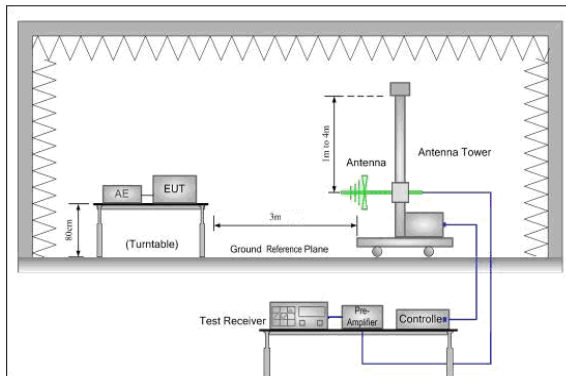 1m to 4m
Antenna
Antenna Tower
AE
EUT
80cm
(Turntable)
3m
Ground Reference Plane
Test Receiver
Pre-
Amplifier
Controlle